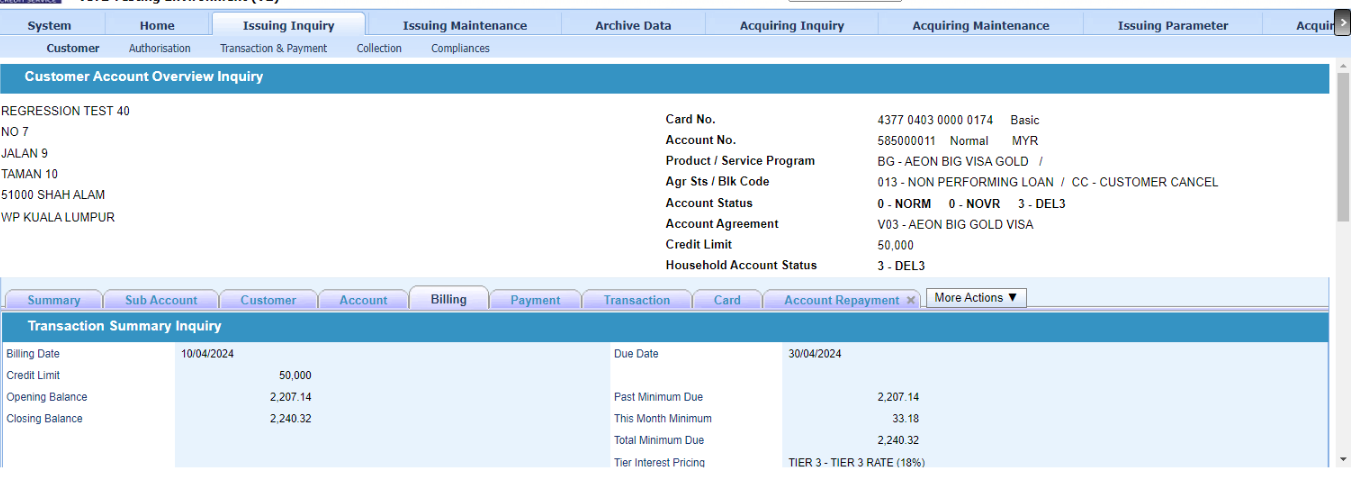 System Home Issuing Inquiry Issuing Maintenance Archive Data Acquiring Inquiry Acquiring Maintenance Issuing Parameter
Customer Authorisation Transaction & Payment Collection Compliances
Customer Account Overview Inquiry
REGRESSION TEST 40
NO 7
JALAN 9
TAMAN 10
51000 SHAH ALAM
WP KUALA LUMPUR
Card No. 4377 0403 0000 0174 Basic
Account No. 585000011 Normal MYR
Product / Service Program BG - AEON BIG VISA GOLD /
Agr Sts / Blk Code 013 - NON PERFORMING LOAN / CC - CUSTOMER CANCEL
Account Status 0 - NORM 0 - NOVR 3 - DEL3
Account Agreement V03 - AEON BIG GOLD VISA
Credit Limit 50,000
Household Account Status 3 - DEL3
Summary Sub Account Customer Account Billing Payment Transaction Card Account Repayment × More Actions ▼
Transaction Summary Inquiry
Billing Date 10/04/2024 Due Date 30/04/2024
Credit Limit 50,000
Opening Balance 2,207.14 Past Minimum Due 2,207.14
Closing Balance 2,240.32 This Month Minimum 33.18
Total Minimum Due 2,240.32
Tier Interest Pricing TIER 3 - TIER 3 RATE (18%)